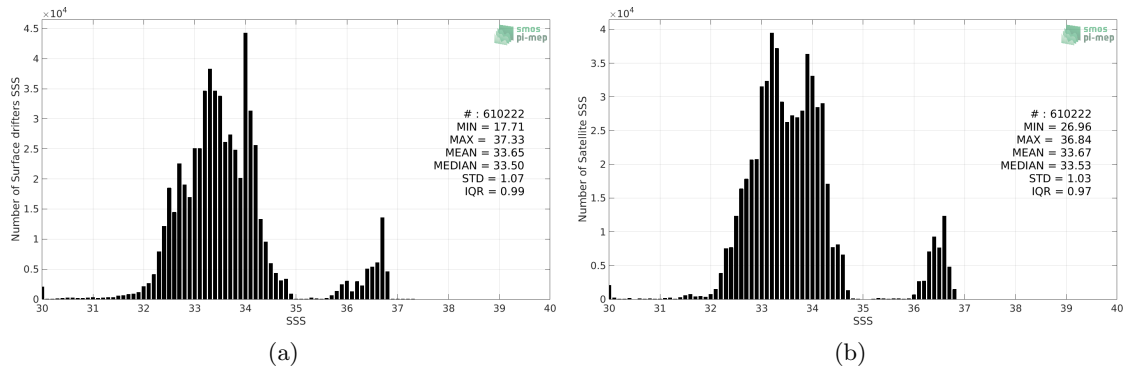 ×10⁴
4.5
4
3.5
3
2.5
2
1.5
1
0.5
0
Number of Surface drifters SSS
30 31 32 33 34 35 36 37 38 39 40
SSS
smos
pi-mep
# : 610222
MIN = 17.71
MAX = 37.33
MEAN = 33.65
MEDIAN = 33.50
STD = 1.07
IQR = 0.99
(a)
×10⁴
4
3.5
3
2.5
2
1.5
1
0.5
0
Number of Satellite SSS
30 31 32 33 34 35 36 37 38 39 40
SSS
smos
pi-mep
# : 610222
MIN = 26.96
MAX = 36.84
MEAN = 33.67
MEDIAN = 33.53
STD = 1.03
IQR = 0.97
(b)